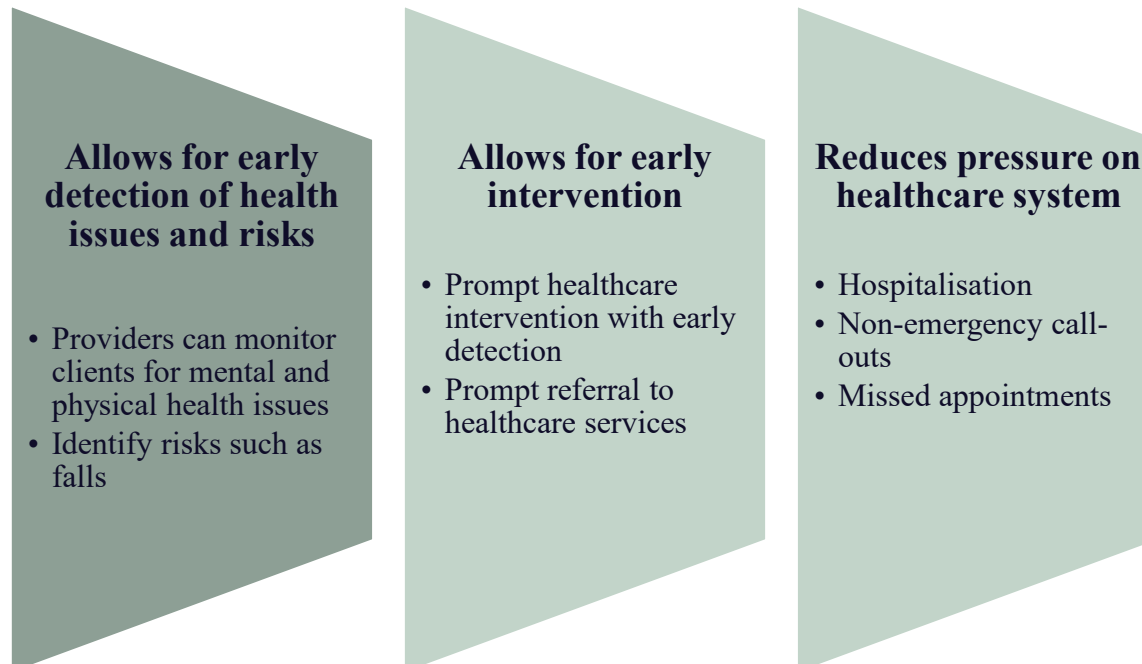 Allows for early
detection of health
issues and risks
• Providers can monitor
clients for mental and
physical health issues
• Identify risks such as
falls
Allows for early
intervention
• Prompt healthcare
intervention with early
detection
• Prompt referral to
healthcare services
Reduces pressure on
healthcare system
• Hospitalisation
• Non-emergency call-
outs
• Missed appointments